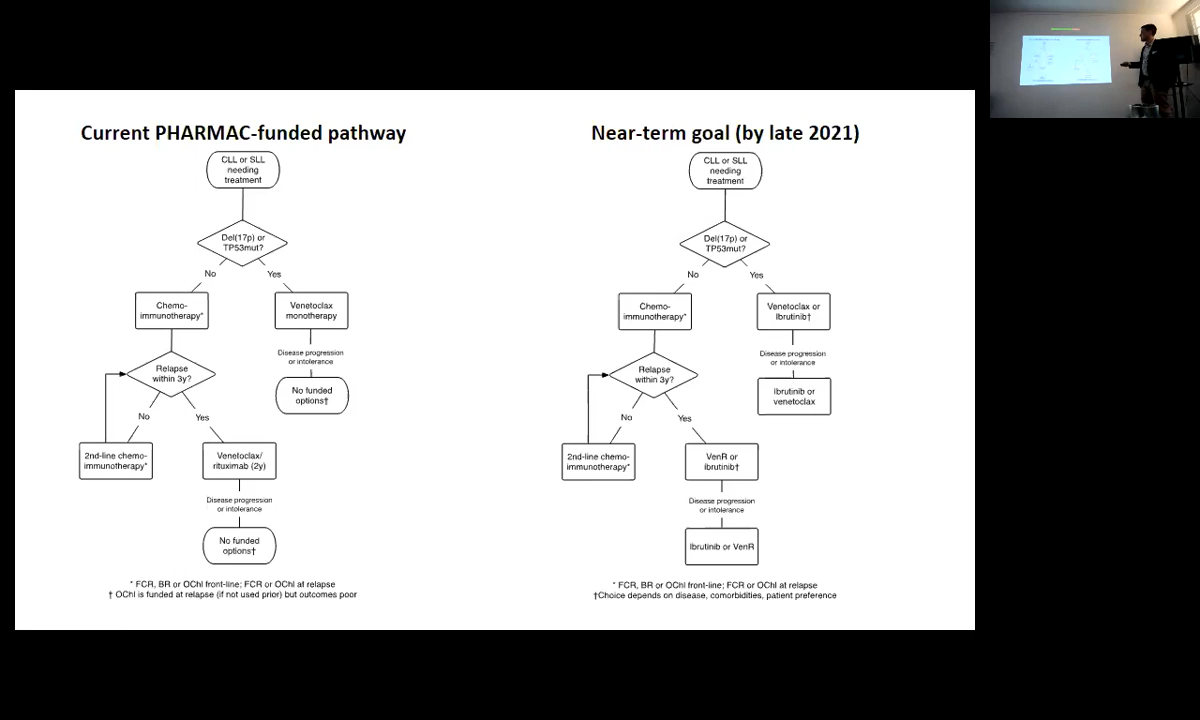 Current PHARMAC-funded pathway
CLL or SLL
needing
treatment
Del(17p) or
TP53mut?
No
Yes
Chemo-
immunotherapy*
Venetoclax
monotherapy
Disease progression
or intolerance
Relapse
within 3y?
No funded
options†
No
Yes
2nd-line chemo-
immunotherapy*
Venetoclax/
rituximab (2y)
Disease progression
or intolerance
No funded
options†
* FCR, BR or OChl front-line; FCR or OChl at relapse
† OChl is funded at relapse (if not used prior) but outcomes poor
Near-term goal (by late 2021)
CLL or SLL
needing
treatment
Del(17p) or
TP53mut?
No
Yes
Chemo-
immunotherapy*
Venetoclax or
Ibrutinib†
Disease progression
or intolerance
Relapse
within 3y?
Ibrutinib or
venetoclax
No
Yes
2nd-line chemo-
immunotherapy*
VenR or
ibrutinib†
Disease progression
or intolerance
Ibrutinib or VenR
* FCR, BR or OChl front-line; FCR or OChl at relapse
†Choice depends on disease, comorbidities, patient preference